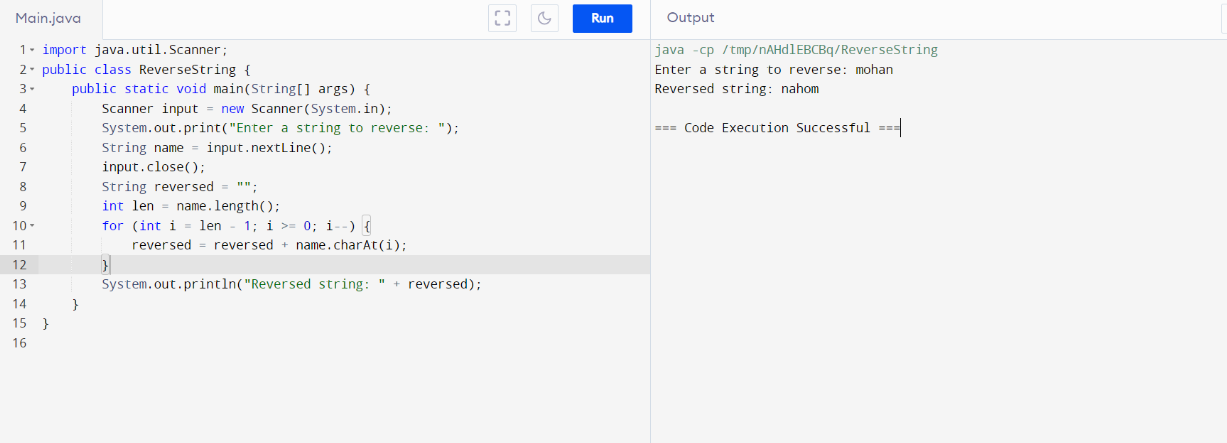 Main.java
Run
Output
1 import java.util.Scanner;
2 public class ReverseString {
3 public static void main(String[] args) {
4 Scanner input = new Scanner(System.in);
5 System.out.print("Enter a string to reverse: ");
6 String name = input.nextLine();
7 input.close();
8 String reversed = "";
9 int len = name.length();
10 for (int i = len - 1; i >= 0; i--) {
11 reversed = reversed + name.charAt(i);
12 }
13 System.out.println("Reversed string: " + reversed);
14 }
15 }
16
java -cp /tmp/nAHdlEBCBq/ReverseString
Enter a string to reverse: mohan
Reversed string: nahom
=== Code Execution Successful ===